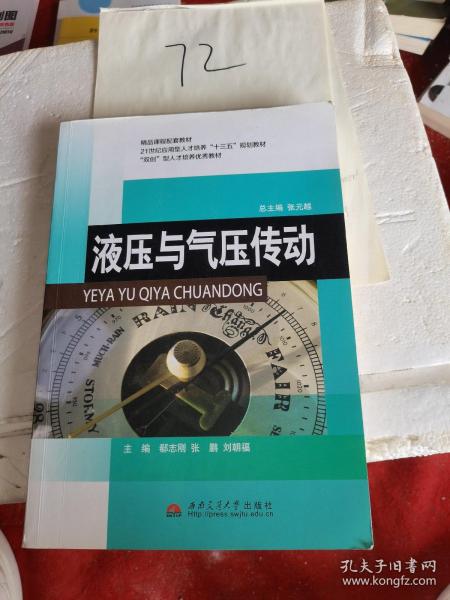 72
精品课程配套教材
21世纪应用型人才培养“十三五”规划教材
“双创”型人才培养优秀教材
总主编 张元越
液压与气压传动
YEYA YU QIYA CHUANDONG
RAIN
Change
FAIR
MUCH-RAIN
STORMY
28
主 编 郗志刚 张 鹏 刘朝福
西南交通大学出版社
Http://press.swjtu.edu.cn
孔夫子旧书网
www.kongfz.com